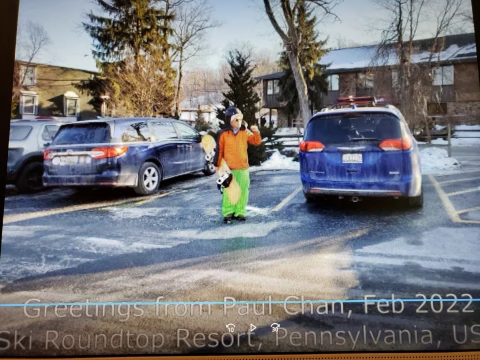 Greetings from Paul Chan, Feb 2022
Ski Roundtop Resort, Pennsylvania, US